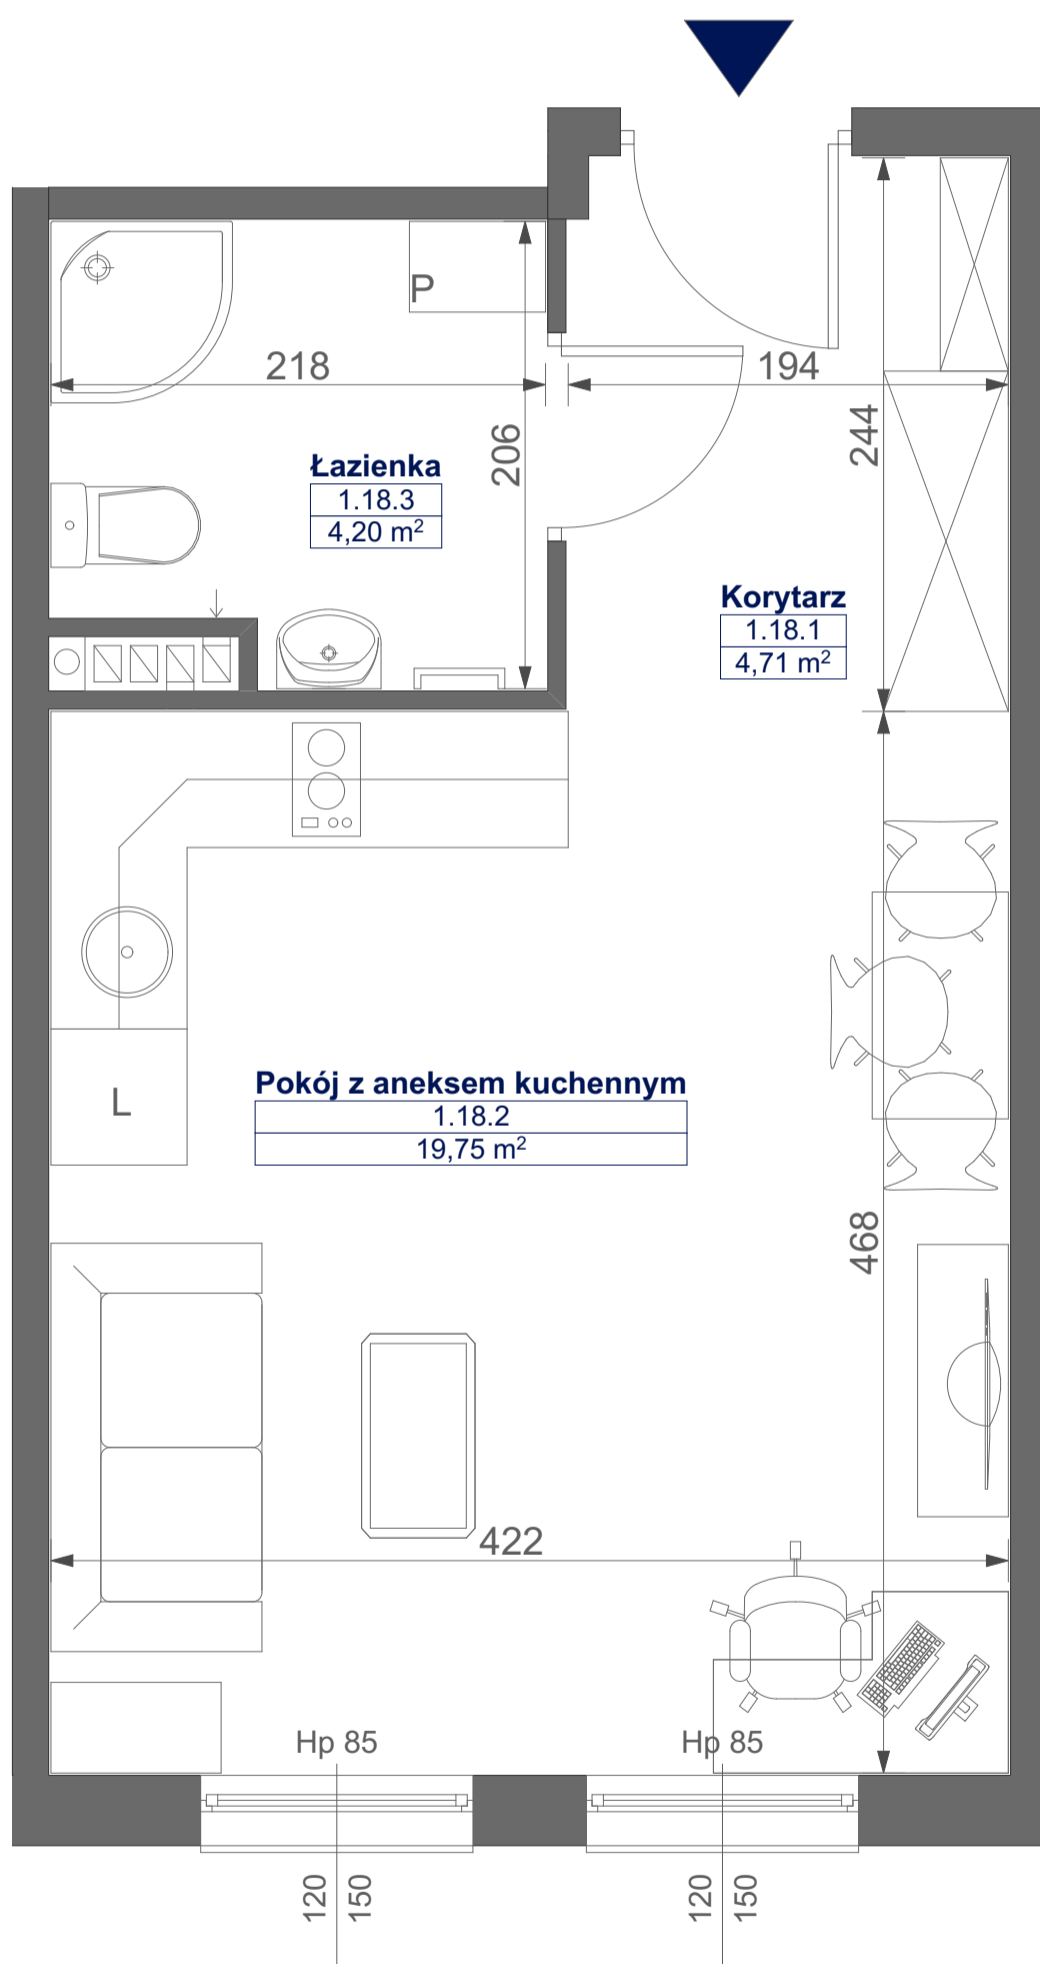 P
218
194
206
244
Łazienka
1.18.3
4,20 m²
Korytarz
1.18.1
4,71 m²
Pokój z aneksem kuchennym
1.18.2
19,75 m²
L
468
422
Hp 85
Hp 85
120
150
120
150